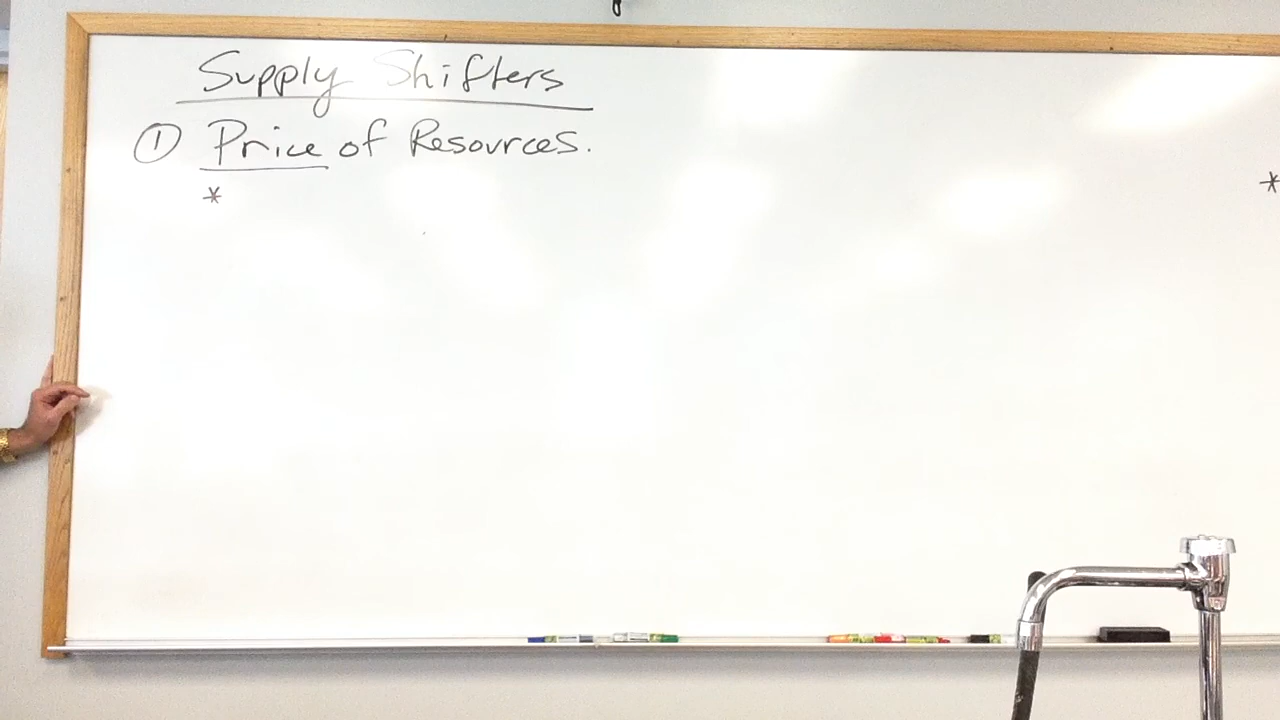 Supply Shifters
① Price of Resources.
*
*